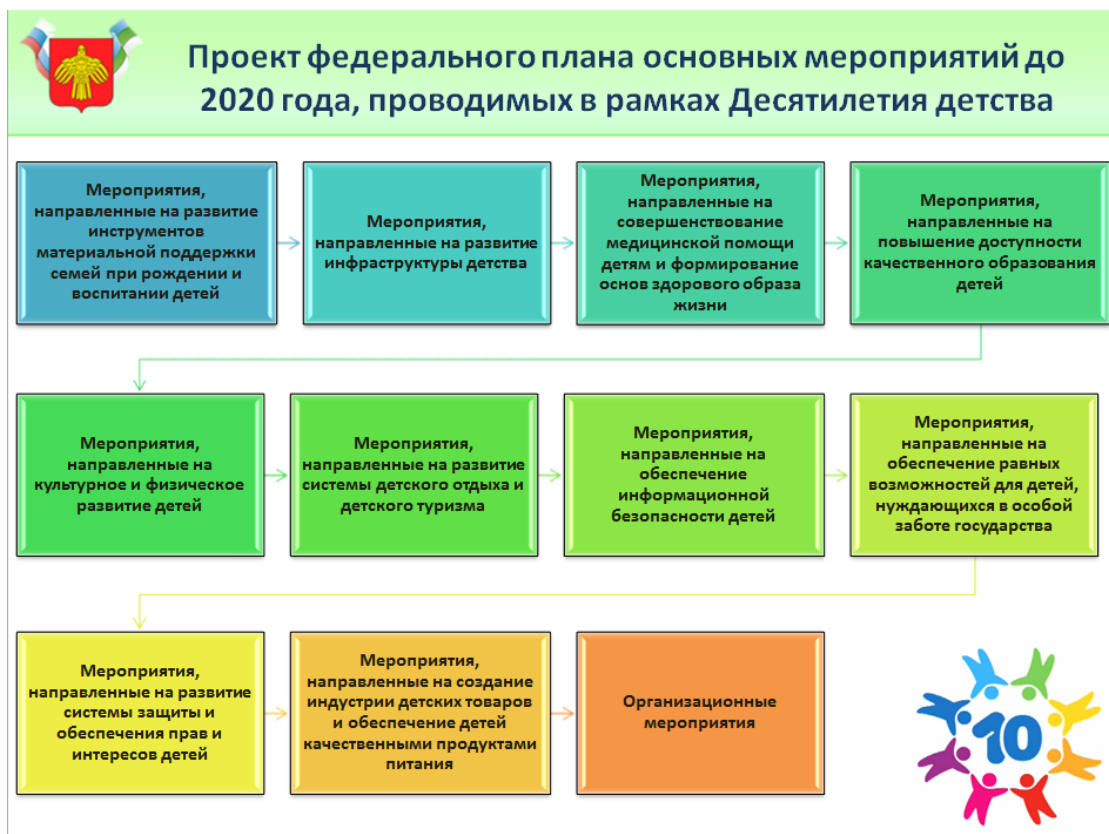 Проект федерального плана основных мероприятий до
2020 года, проводимых в рамках Десятилетия детства
Мероприятия,
направленные на развитие
инструментов
материальной поддержки
семей при рождении и
воспитании детей
Мероприятия,
направленные на развитие
инфраструктуры детства
Мероприятия,
направленные на
совершенствование
медицинской помощи
детям и формирование
основ здорового образа
жизни
Мероприятия,
направленные на
повышение доступности
качественного образования
детей
Мероприятия,
направленные на
культурное и физическое
развитие детей
Мероприятия,
направленные на развитие
системы детского отдыха и
детского туризма
Мероприятия,
направленные на
обеспечение
информационной
безопасности детей
Мероприятия,
направленные на
обеспечение равных
возможностей для детей,
нуждающихся в особой
заботе государства
Мероприятия,
направленные на развитие
системы защиты и
обеспечения прав и
интересов детей
Мероприятия,
направленные на создание
индустрии детских товаров
и обеспечение детей
качественными продуктами
питания
Организационные
мероприятия
10